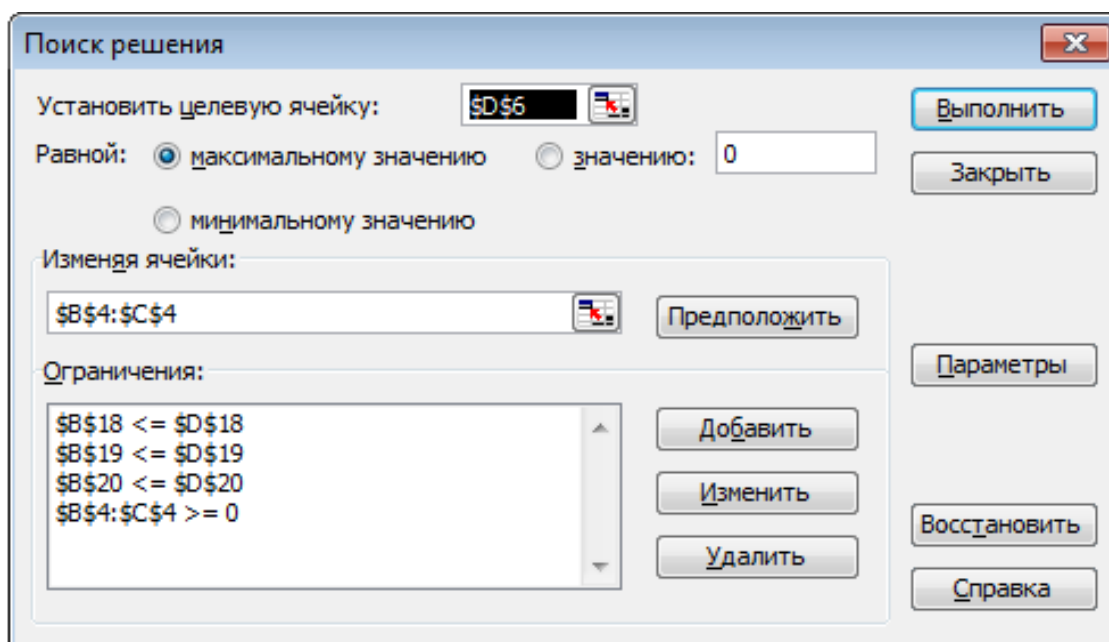 Поиск решения
Установить целевую ячейку: $D$6
Выполнить
Равной: максимальному значению значению: 0
Закрыть
минимальному значению
Изменяя ячейки:
$B$4:$C$4
Предположить
Параметры
Ограничения:
$B$18 <= $D$18
$B$19 <= $D$19
$B$20 <= $D$20
$B$4:$C$4 >= 0
Добавить
Изменить
Удалить
Восстановить
Справка